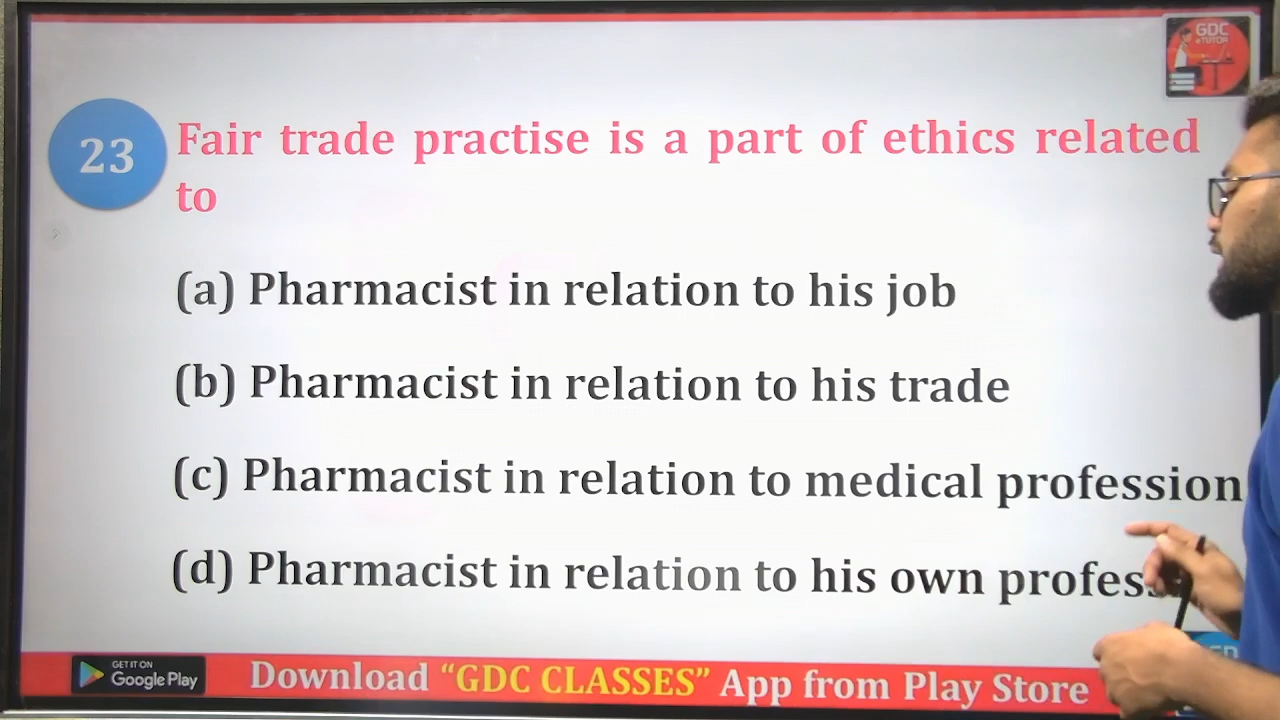 GDC
eTUTOR
23
Fair trade practise is a part of ethics related
to
(a) Pharmacist in relation to his job
(b) Pharmacist in relation to his trade
(c) Pharmacist in relation to medical profession
(d) Pharmacist in relation to his own profess
GET IT ON
Google Play
Download “GDC CLASSES” App from Play Store